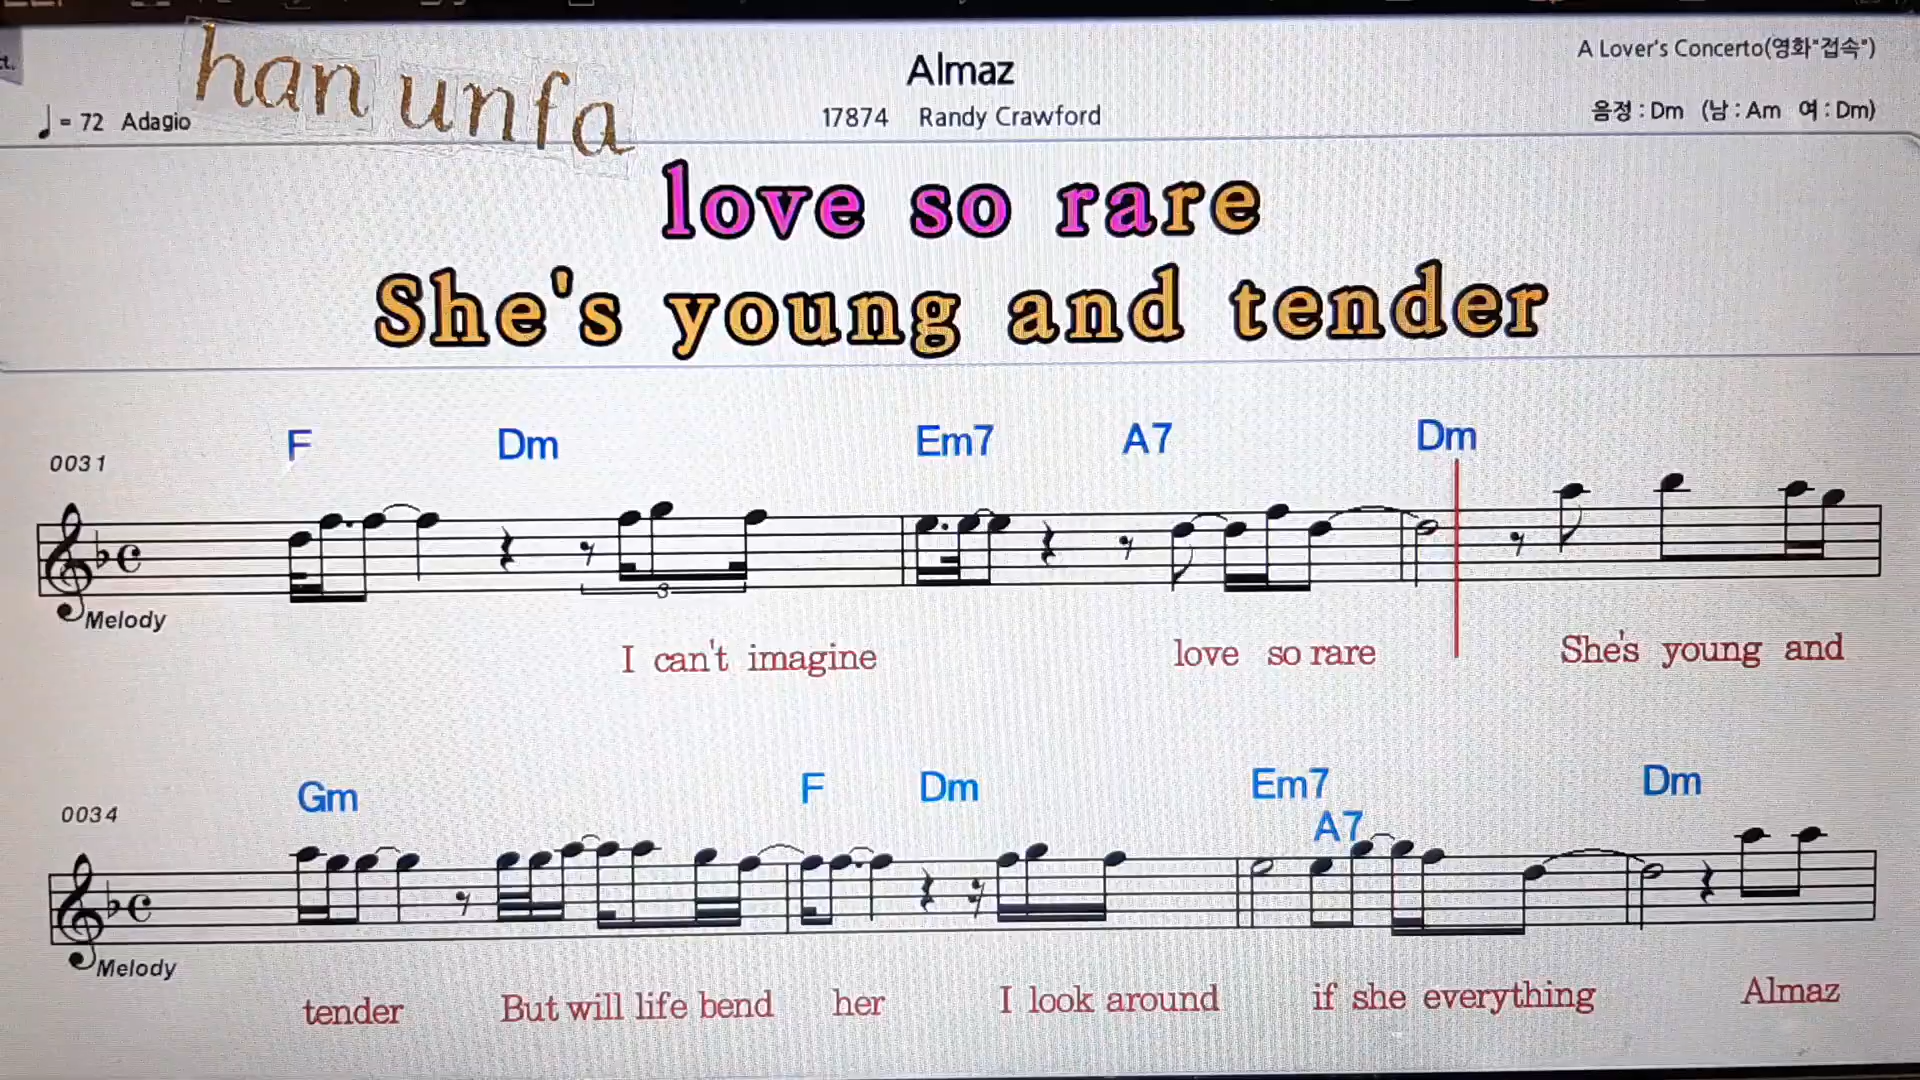 han unfa
Almaz
A Lover's Concerto(영화"접속")
♩ = 72 Adagio
17874 Randy Crawford
음정 : Dm (남 : Am 여 : Dm)
love so rare
She's young and tender
F Dm Em7 A7 Dm
0031
3
Melody
I can't imagine love so rare She's young and
Gm F Dm Em7 A7 Dm
0034
Melody
tender But will life bend her I look around if she everything Almaz